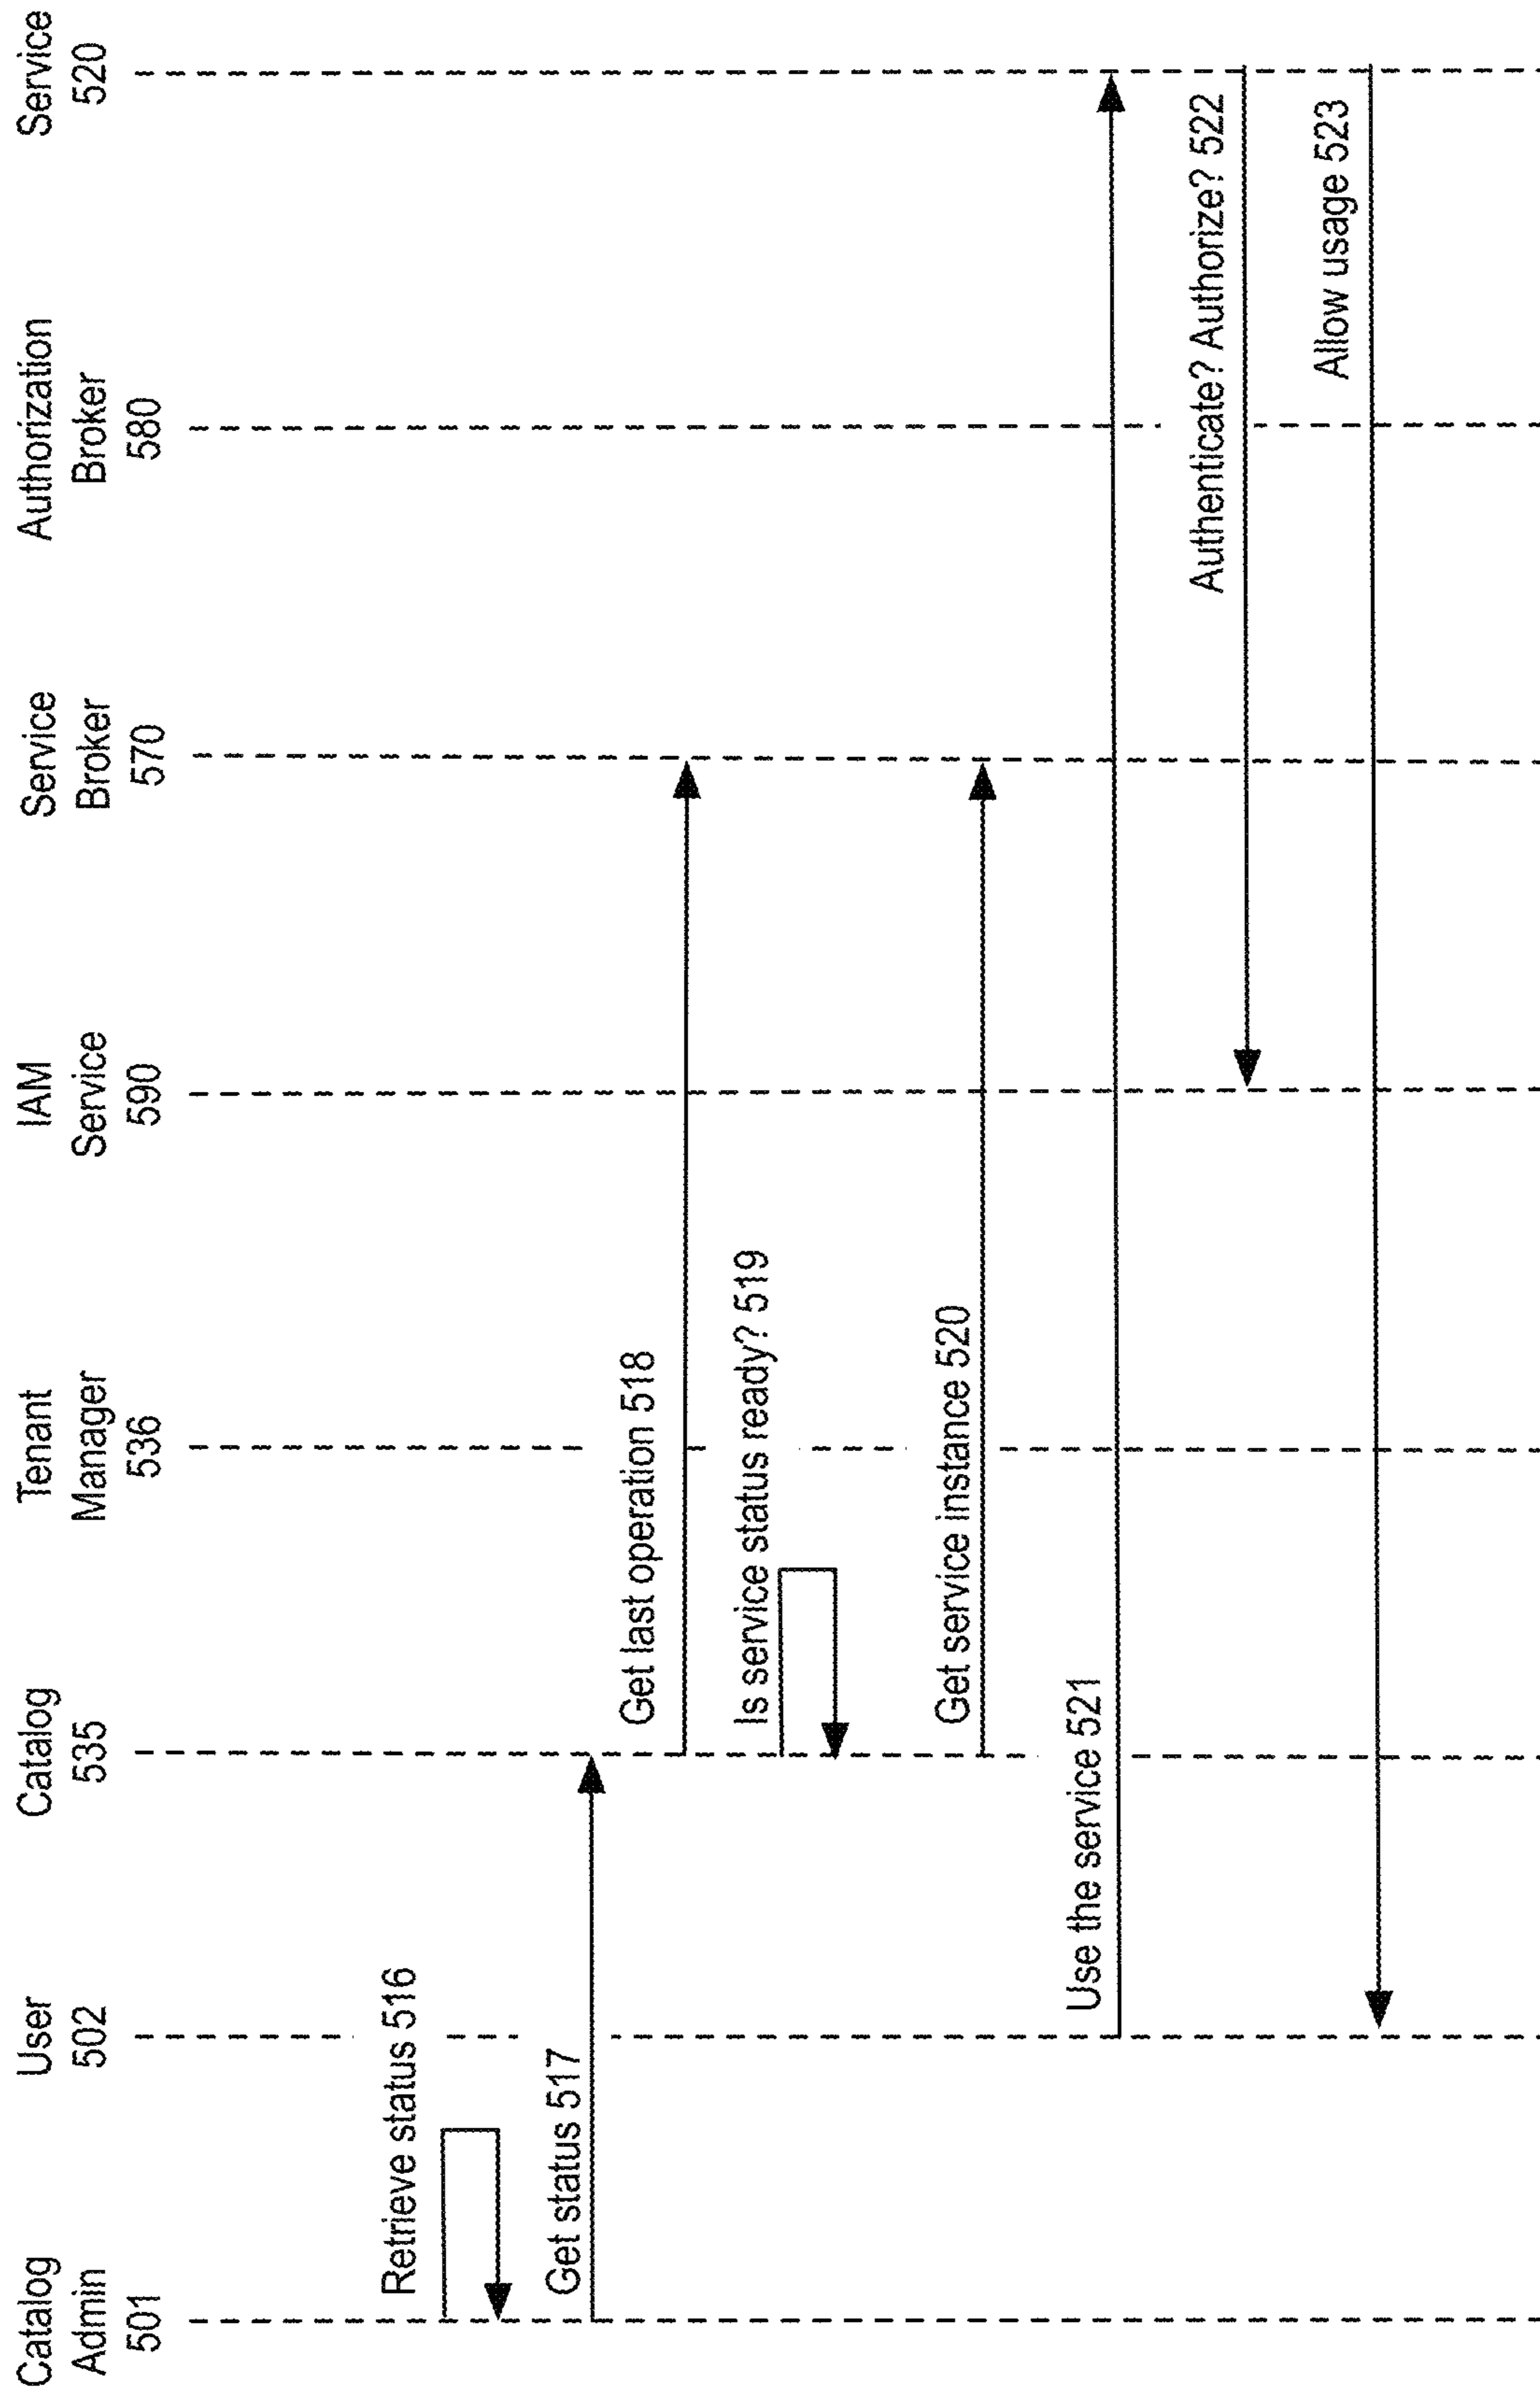 Catalog
Admin
501
User
502
Catalog
535
Tenant
Manager
536
IAM
Service
590
Service
Broker
570
Authorization
Broker
580
Service
520
Retrieve status 516
Get status 517
Get last operation 518
Is service status ready? 519
Get service instance 520
Use the service 521
Authenticate? Authorize? 522
Allow usage 523